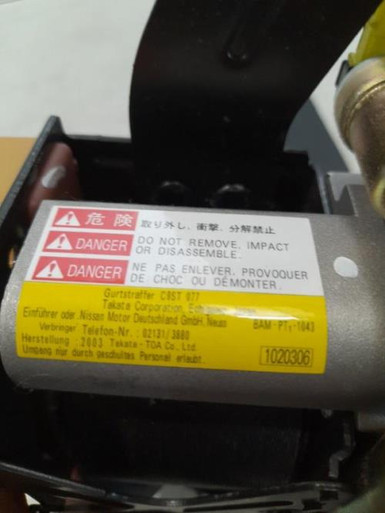 危険 取り外し、衝撃、分解禁止
DANGER DO NOT REMOVE, IMPACT
OR DISASSEMBLE.
DANGER NE PAS ENLEVER, PROVOQUER
DE CHOC OU DÉMONTER.
Gurtstraffer C8ST 077
Takata Corporation,
Einführer oder Nissan Motor Deutschland GmbH, Neuss
Verbringer Telefon-Nr.: 02131/3880
BAM-PT₁-1043
Herstellung : 2003 Takata-TOA Co., Ltd.
Umgang nur durch geschultes Personal erlaubt.
1020306